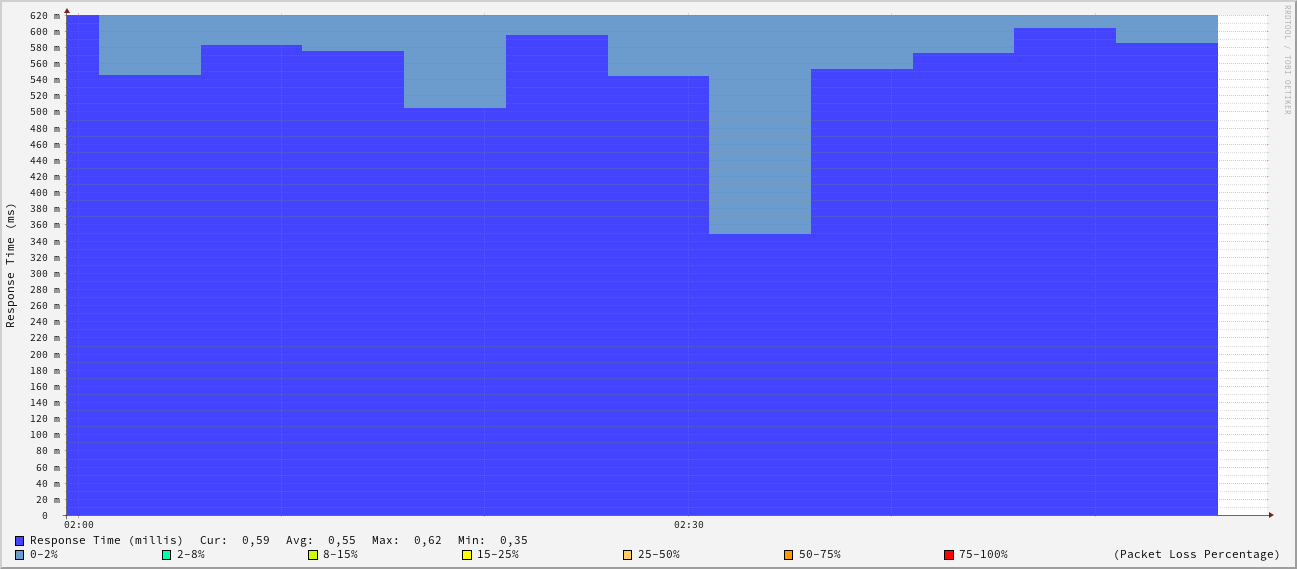 RRDTOOL / TOBI OETIKER
Response Time (ms)
620 m
600 m
580 m
560 m
540 m
520 m
500 m
480 m
460 m
440 m
420 m
400 m
380 m
360 m
340 m
320 m
300 m
280 m
260 m
240 m
220 m
200 m
180 m
160 m
140 m
120 m
100 m
80 m
60 m
40 m
20 m
0
02:00 02:30
Response Time (millis) Cur: 0,59 Avg: 0,55 Max: 0,62 Min: 0,35
0-2% 2-8% 8-15% 15-25% 25-50% 50-75% 75-100% (Packet Loss Percentage)